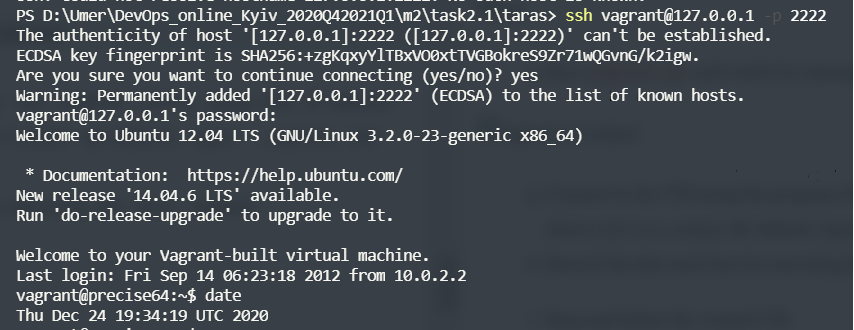 PS D:\Umer\DevOps_online_Kyiv_2020Q42021Q1\m2\task2.1\taras> ssh vagrant@127.0.0.1 -p 2222
The authenticity of host '[127.0.0.1]:2222 ([127.0.0.1]:2222)' can't be established.
ECDSA key fingerprint is SHA256:+zgKqxyYlTBxVO0xtTVGBokreS9Zr71wQGvnG/k2igw.
Are you sure you want to continue connecting (yes/no)? yes
Warning: Permanently added '[127.0.0.1]:2222' (ECDSA) to the list of known hosts.
vagrant@127.0.0.1's password:
Welcome to Ubuntu 12.04 LTS (GNU/Linux 3.2.0-23-generic x86_64)
 * Documentation:  https://help.ubuntu.com/
New release '14.04.6 LTS' available.
Run 'do-release-upgrade' to upgrade to it.
Welcome to your Vagrant-built virtual machine.
Last login: Fri Sep 14 06:23:18 2012 from 10.0.2.2
vagrant@precise64:~$ date
Thu Dec 24 19:34:19 UTC 2020